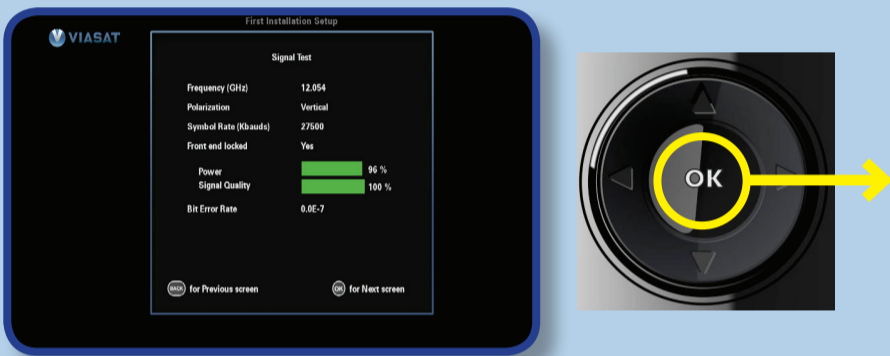 First Installation Setup
VIASAT
Signal Test
Frequency (GHz) 12.054
Polarization Vertical
Symbol Rate (Kbauds) 27500
Front end locked Yes
Power 96 %
Signal Quality 100 %
Bit Error Rate 0.0E-7
BACK for Previous screen
OK for Next screen
OK